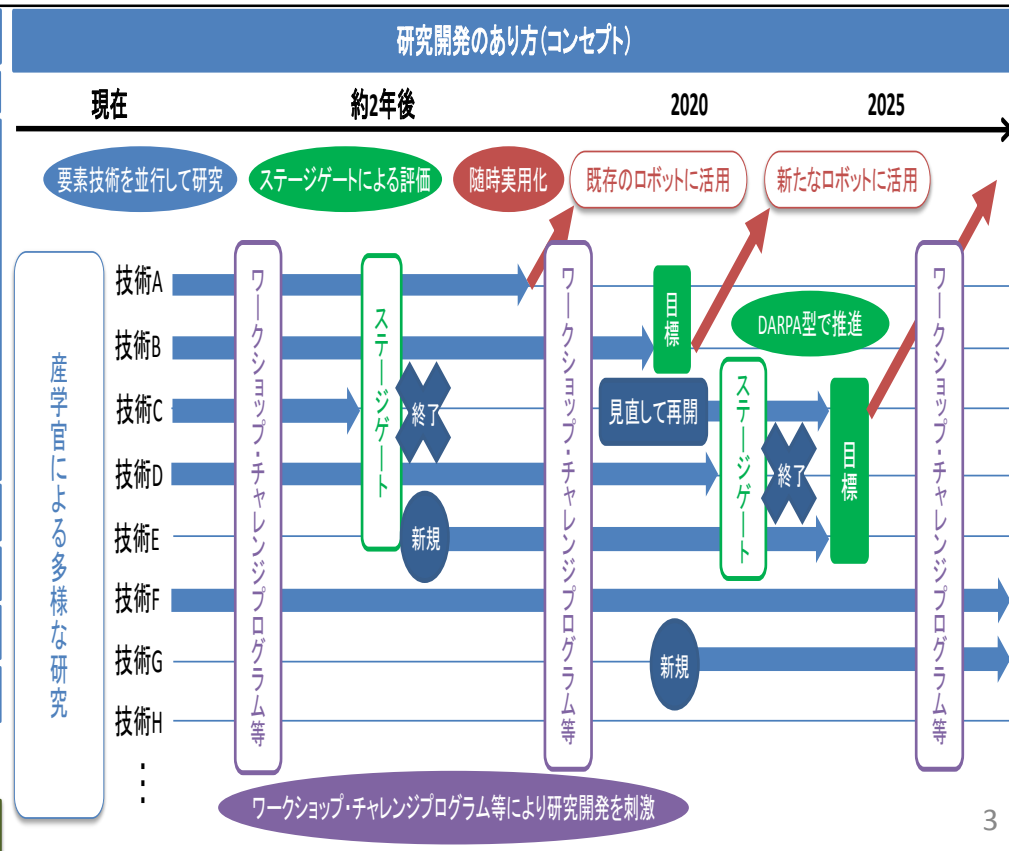 研究開発のあり方(コンセプト)
現在
約2年後
2020
2025
要素技術を並行して研究
ステージゲートによる評価
随時実用化
既存のロボットに活用
新たなロボットに活用
産学官による多様な研究
技術A
技術B
技術C
技術D
技術E
技術F
技術G
技術H
⋮
ワークショップ・チャレンジプログラム等
ステージゲート
終了
新規
ワークショップ・チャレンジプログラム等
目標
見直して再開
新規
DARPA型で推進
ステージゲート
終了
目標
ワークショップ・チャレンジプログラム等
ワークショップ・チャレンジプログラム等により研究開発を刺激
3